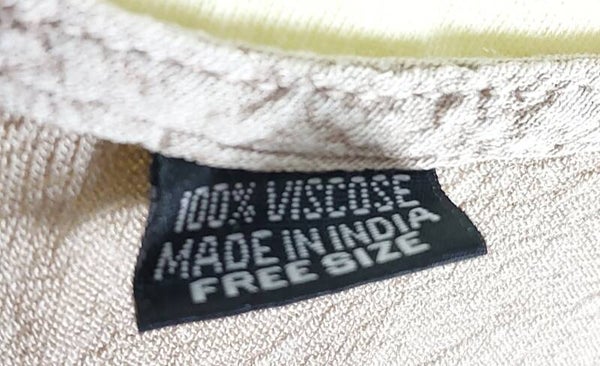 100% VISCOSE
MADE IN INDIA
FREE SIZE